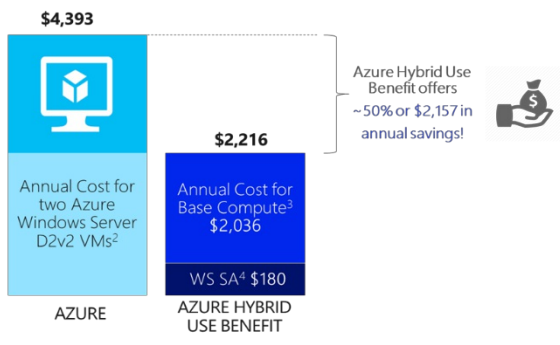 $4,393
Azure Hybrid Use
Benefit offers
~50% or $2,157 in
annual savings!
$
$2,216
Annual Cost for
two Azure
Windows Server
D2v2 VMs²
Annual Cost for
Base Compute³
$2,036
WS SA⁴ $180
AZURE
AZURE HYBRID
USE BENEFIT